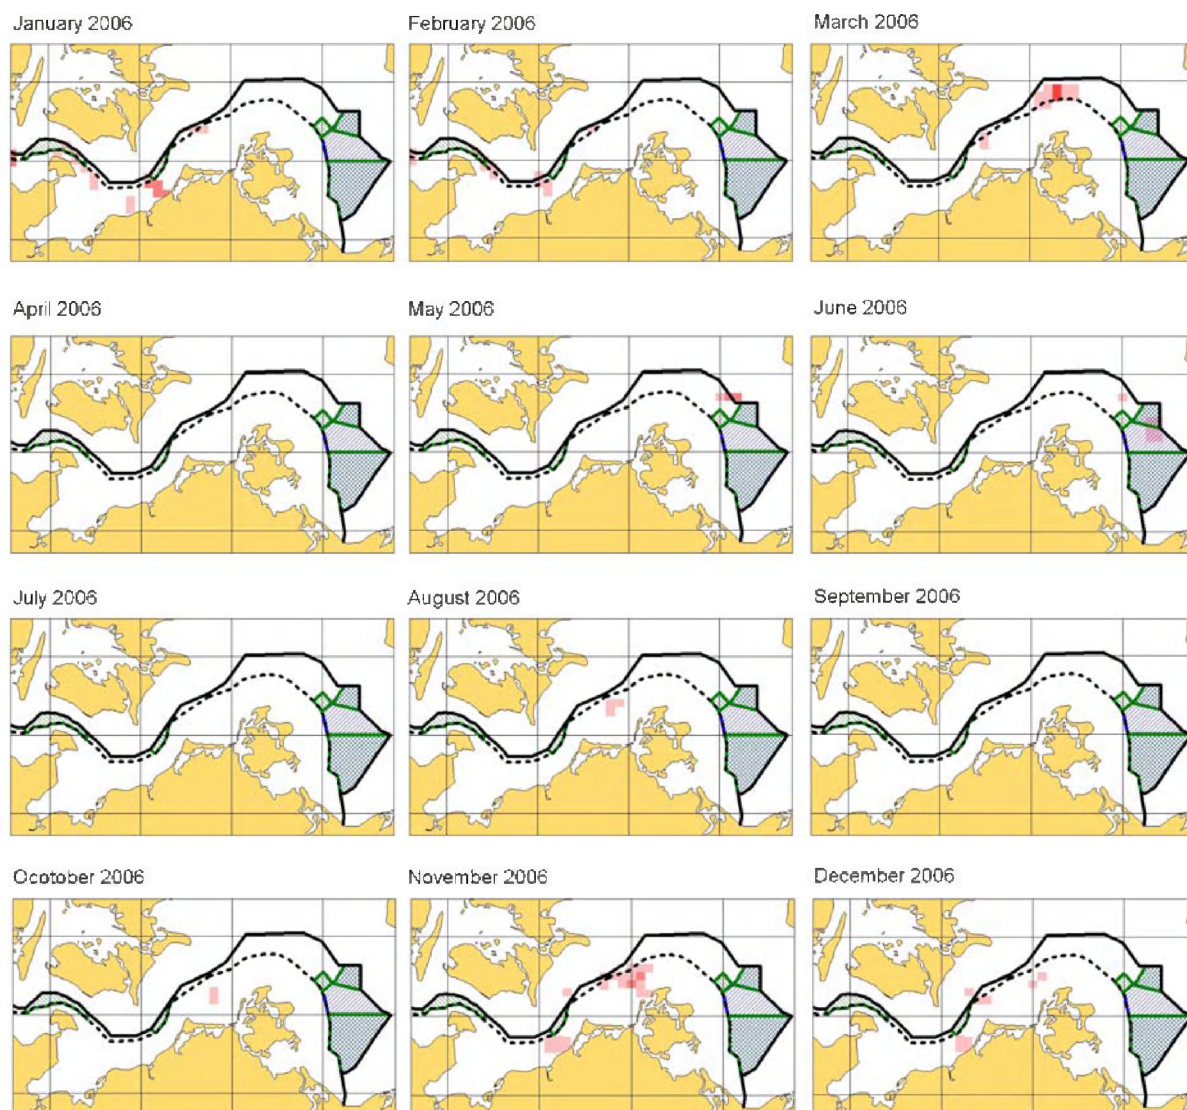 January 2006
February 2006
March 2006
April 2006
May 2006
June 2006
July 2006
August 2006
September 2006
Ocotober 2006
November 2006
December 2006